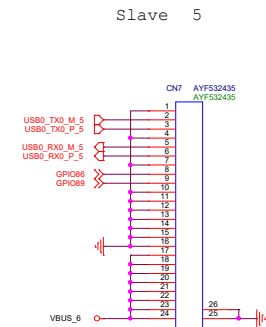 Slave 5
CN7 AYF532435
AYF532435
1
USB0_TX0_M_5 2
USB0_TX0_P_5 3
4
USB0_RX0_M_5 5
USB0_RX0_P_5 6
7
GPIO86 8
GPIO89 9
10
11
12
13
14
15
16
17
18
19
20
21
22
23 26
VBUS_6 24 25